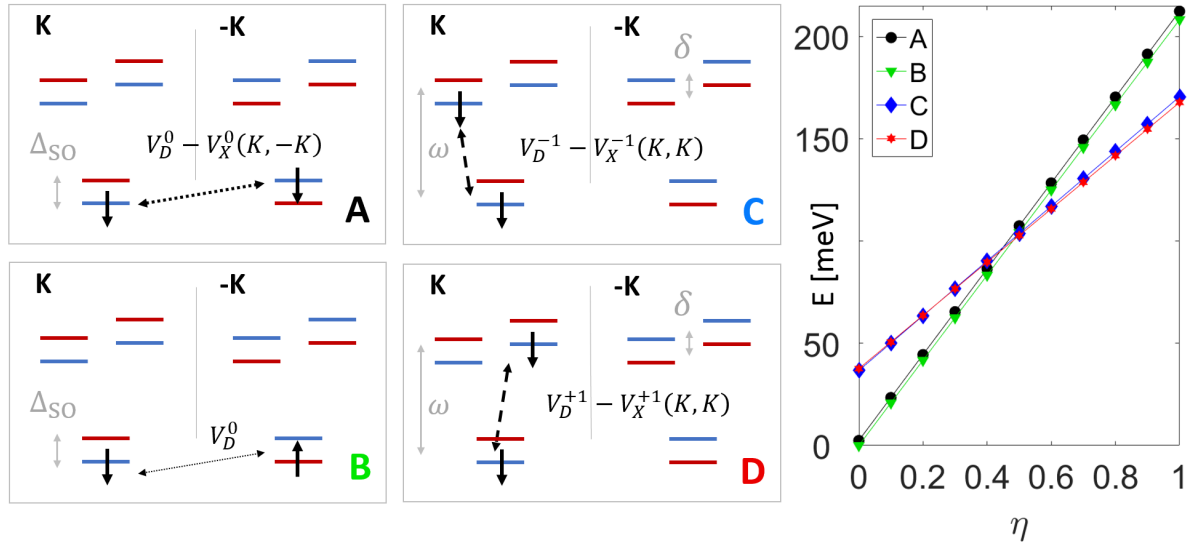 K
-K
Δ_SO
V_D^0 − V_X^0(K, −K)
A
K
-K
δ
ω
V_D^{-1} − V_X^{-1}(K, K)
C
K
-K
Δ_SO
V_D^0
B
K
-K
δ
ω
V_D^{+1} − V_X^{+1}(K, K)
D
A
B
C
D
E [meV]
200
150
50
0
0
0.2
0.4
0.6
0.8
1
η